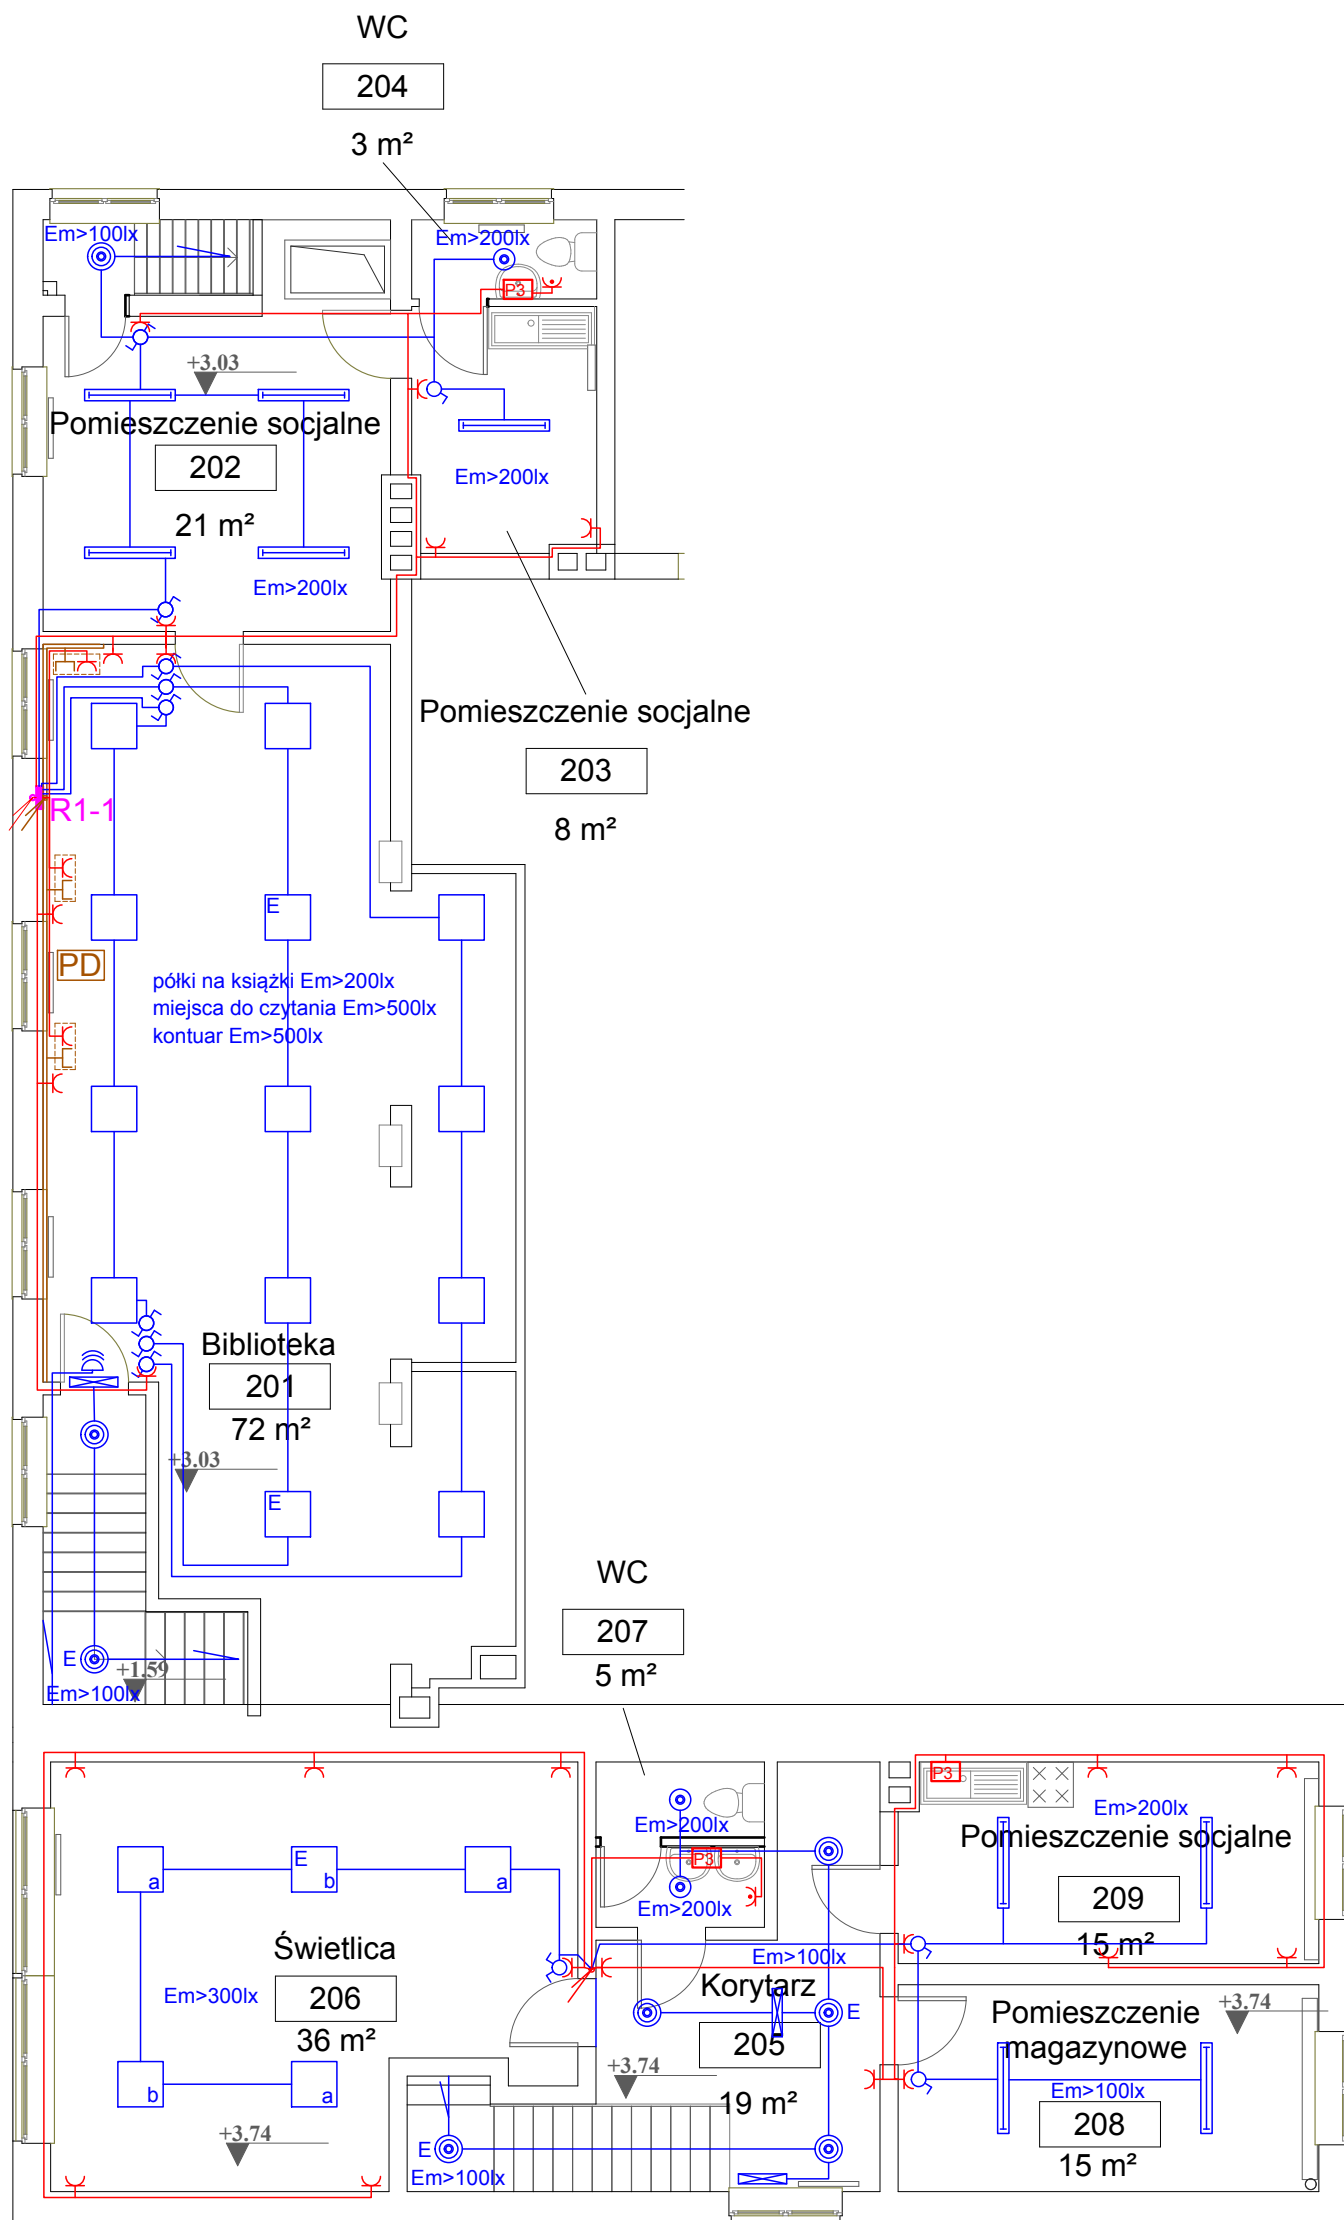 WC
204
3 m²
Em>100lx
Em>200lx
P3
+3.03
Pomieszczenie socjalne
202
21 m²
Em>200lx
Em>200lx
Pomieszczenie socjalne
203
8 m²
R1-1
E
PD
półki na książki Em>200lx
miejsca do czytania Em>500lx
kontuar Em>500lx
Biblioteka
201
72 m²
+3.03
E
WC
207
5 m²
E
+1.59
Em>100lx
P3
Em>200lx
Em>200lx
Pomieszczenie socjalne
E
a
b
a
P3
209
15 m²
Em>200lx
Świetlica
Em>300lx
206
36 m²
Em>100lx
Korytarz
E
205
19 m²
+3.74
Pomieszczenie
magazynowe
+3.74
Em>100lx
208
15 m²
b
a
+3.74
E
Em>100lx